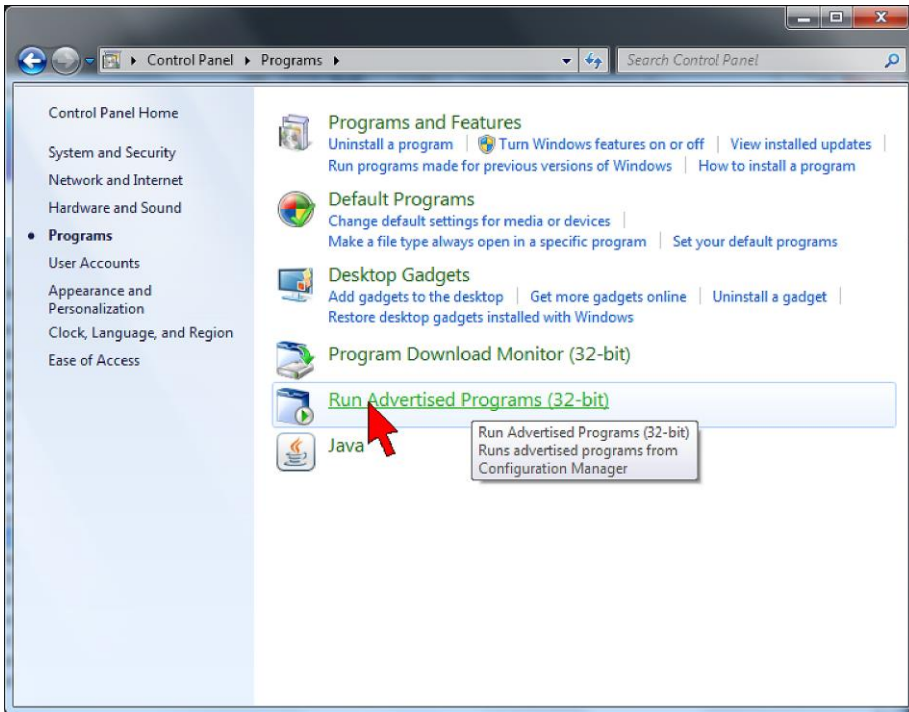 Control Panel
Programs
Search Control Panel
Control Panel Home
System and Security
Network and Internet
Hardware and Sound
Programs
User Accounts
Appearance and
Personalization
Clock, Language, and Region
Ease of Access
Programs and Features
Uninstall a program Turn Windows features on or off View installed updates
Run programs made for previous versions of Windows How to install a program
Default Programs
Change default settings for media or devices
Make a file type always open in a specific program Set your default programs
Desktop Gadgets
Add gadgets to the desktop Get more gadgets online Uninstall a gadget
Restore desktop gadgets installed with Windows
Program Download Monitor (32-bit)
Run Advertised Programs (32-bit)
Run Advertised Programs (32-bit)
Runs advertised programs from
Configuration Manager
Java